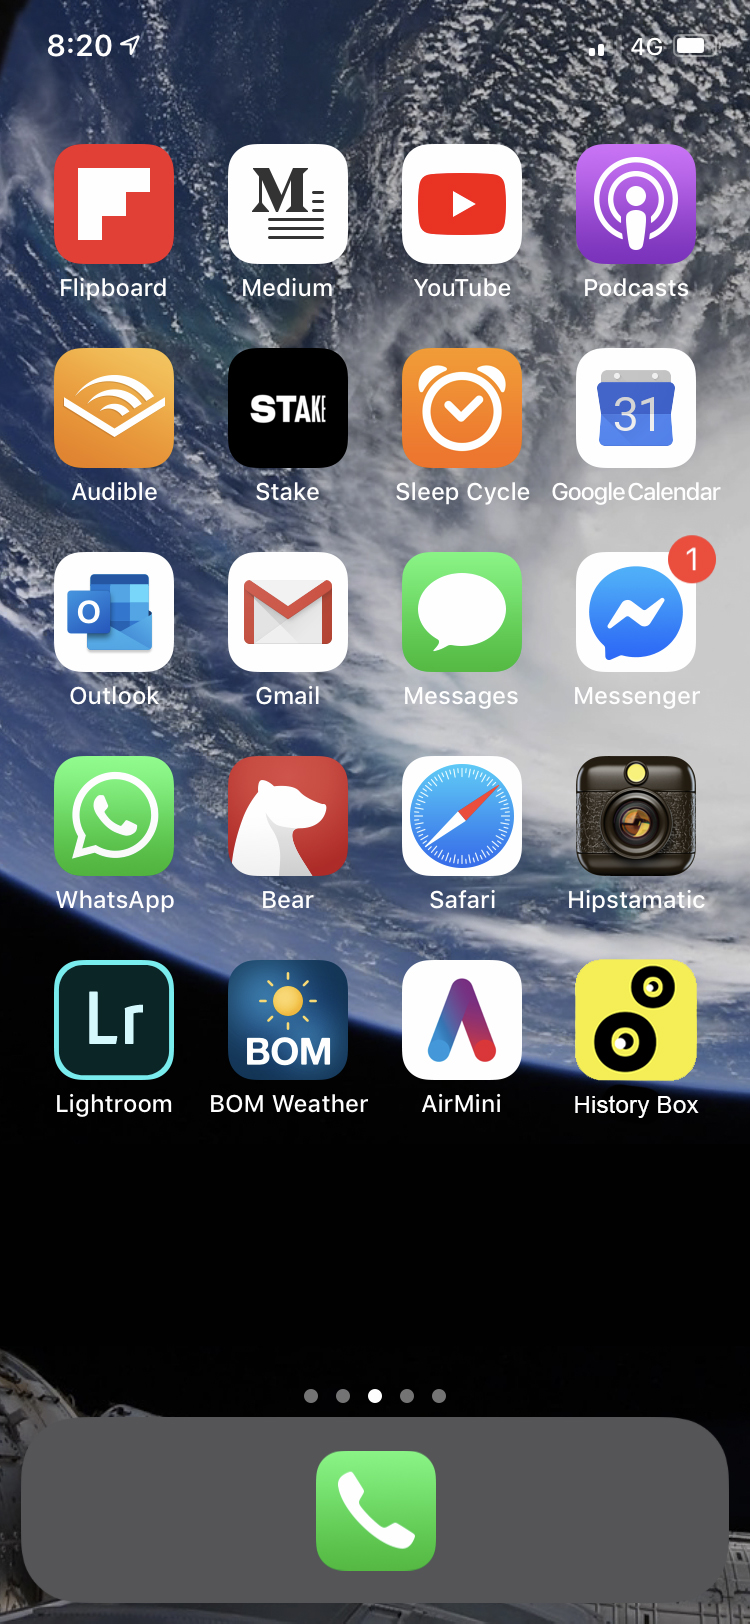 8:20 4G
Flipboard Medium YouTube Podcasts
STAKE 31
Audible Stake Sleep Cycle Google Calendar
O 1
Outlook Gmail Messages Messenger
WhatsApp Bear Safari Hipstamatic
Lr BOM
Lightroom BOM Weather AirMini History Box